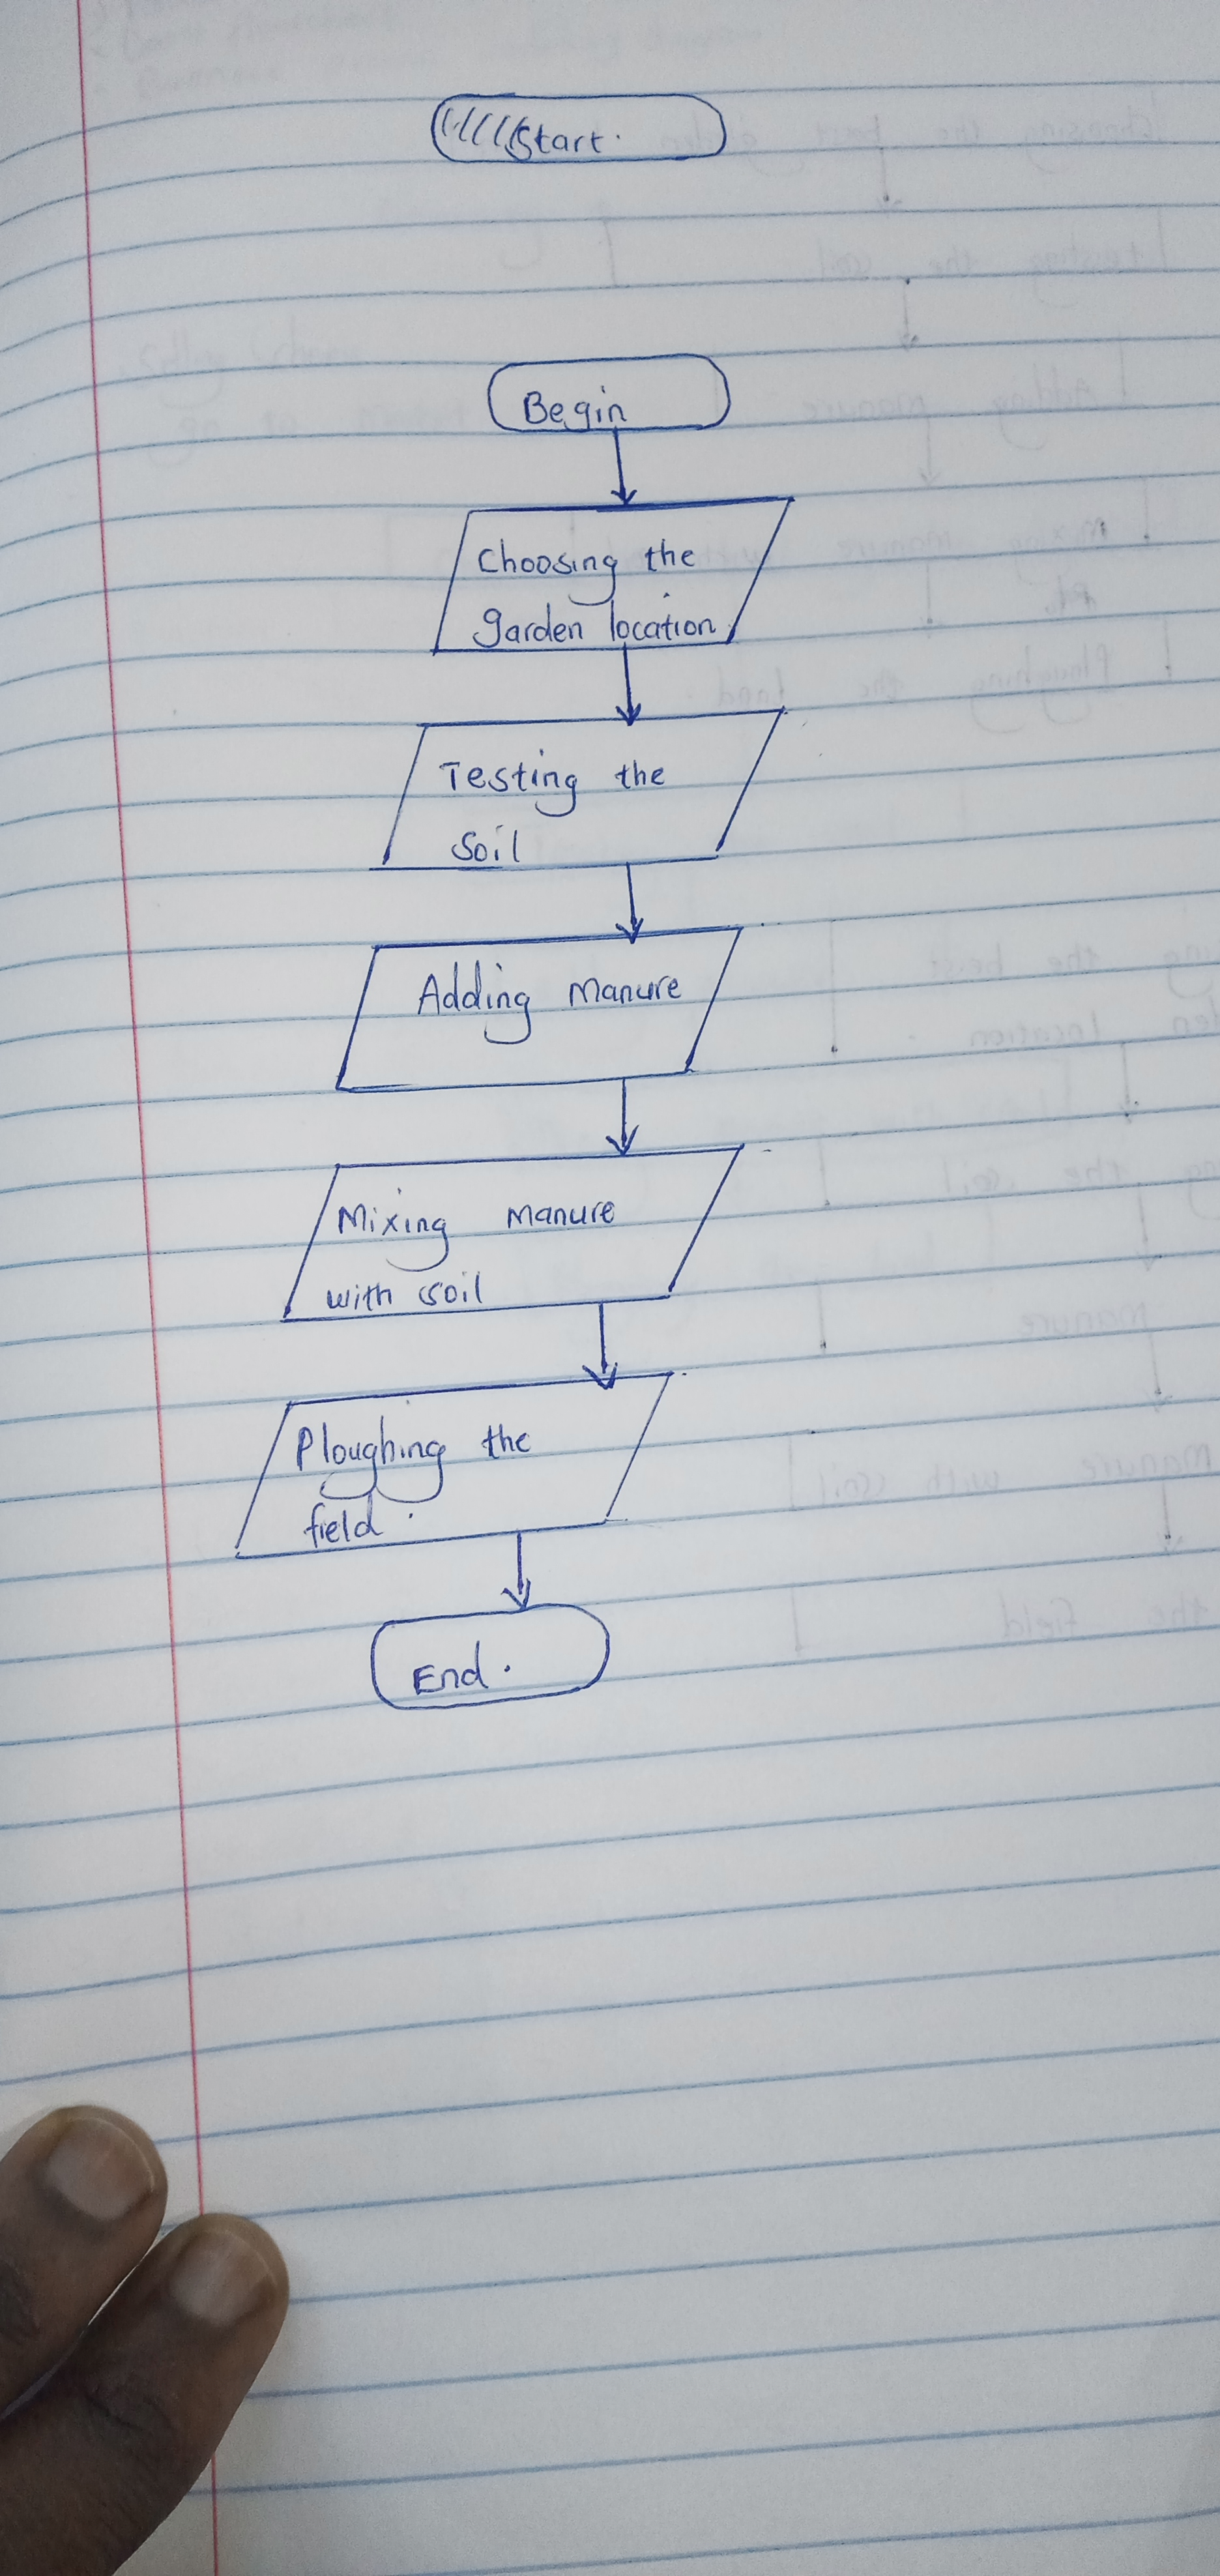 Start.
Begin
Choosing the
garden location.
Testing the
Soil
Adding Manure
Mixing Manure
with soil
Ploughing the
field.
End.